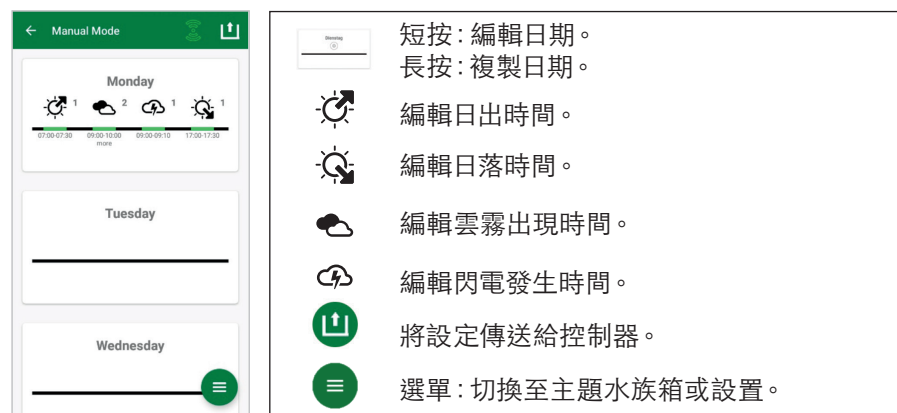 Manual Mode
Monday
1 2 1 1
07:00-07:30 09:00-10:00 09:00-09:10 17:00-17:30
more
Tuesday
Wednesday
Dienstag
短按：編輯日期。
長按：複製日期。
編輯日出時間。
編輯日落時間。
編輯雲霧出現時間。
編輯閃電發生時間。
將設定傳送給控制器。
選單：切換至主題水族箱或設置。